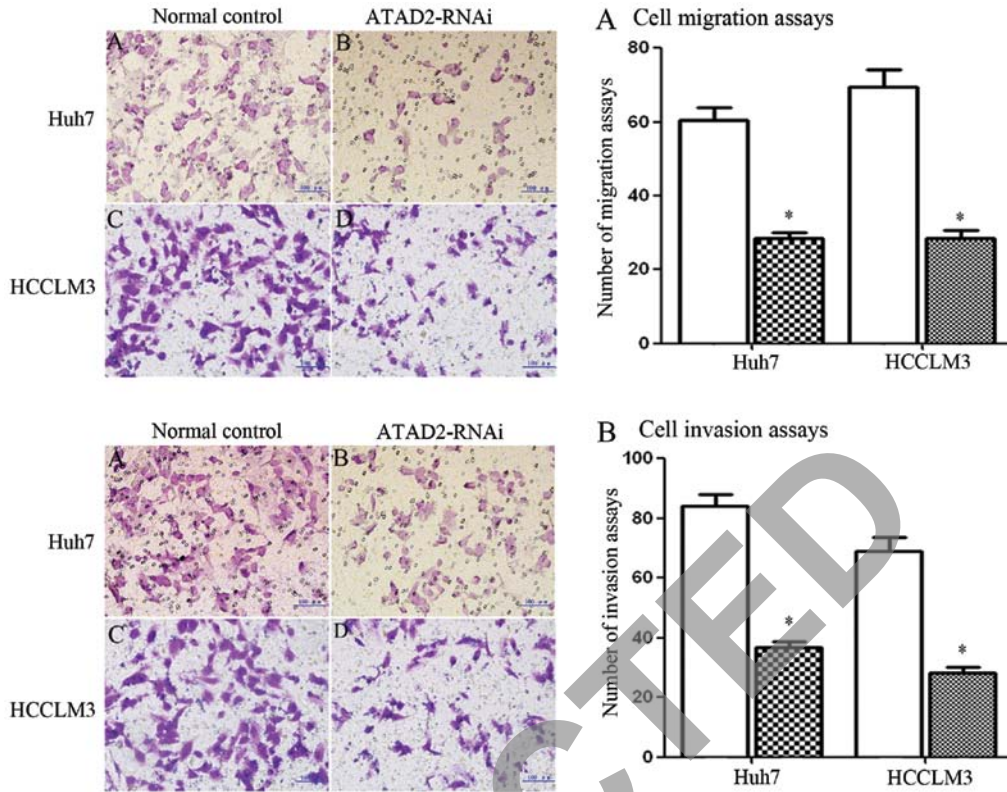 Normal control ATAD2-RNAi
A B
Huh7
C D
HCCLM3
A Cell migration assays
Number of migration assays
80
60
40
20
0
*
*
Huh7 HCCLM3
Normal control ATAD2-RNAi
A B
Huh7
C D
HCCLM3
B Cell invasion assays
Number of invasion assays
100
80
60
40
20
0
*
*
Huh7 HCCLM3
CTED